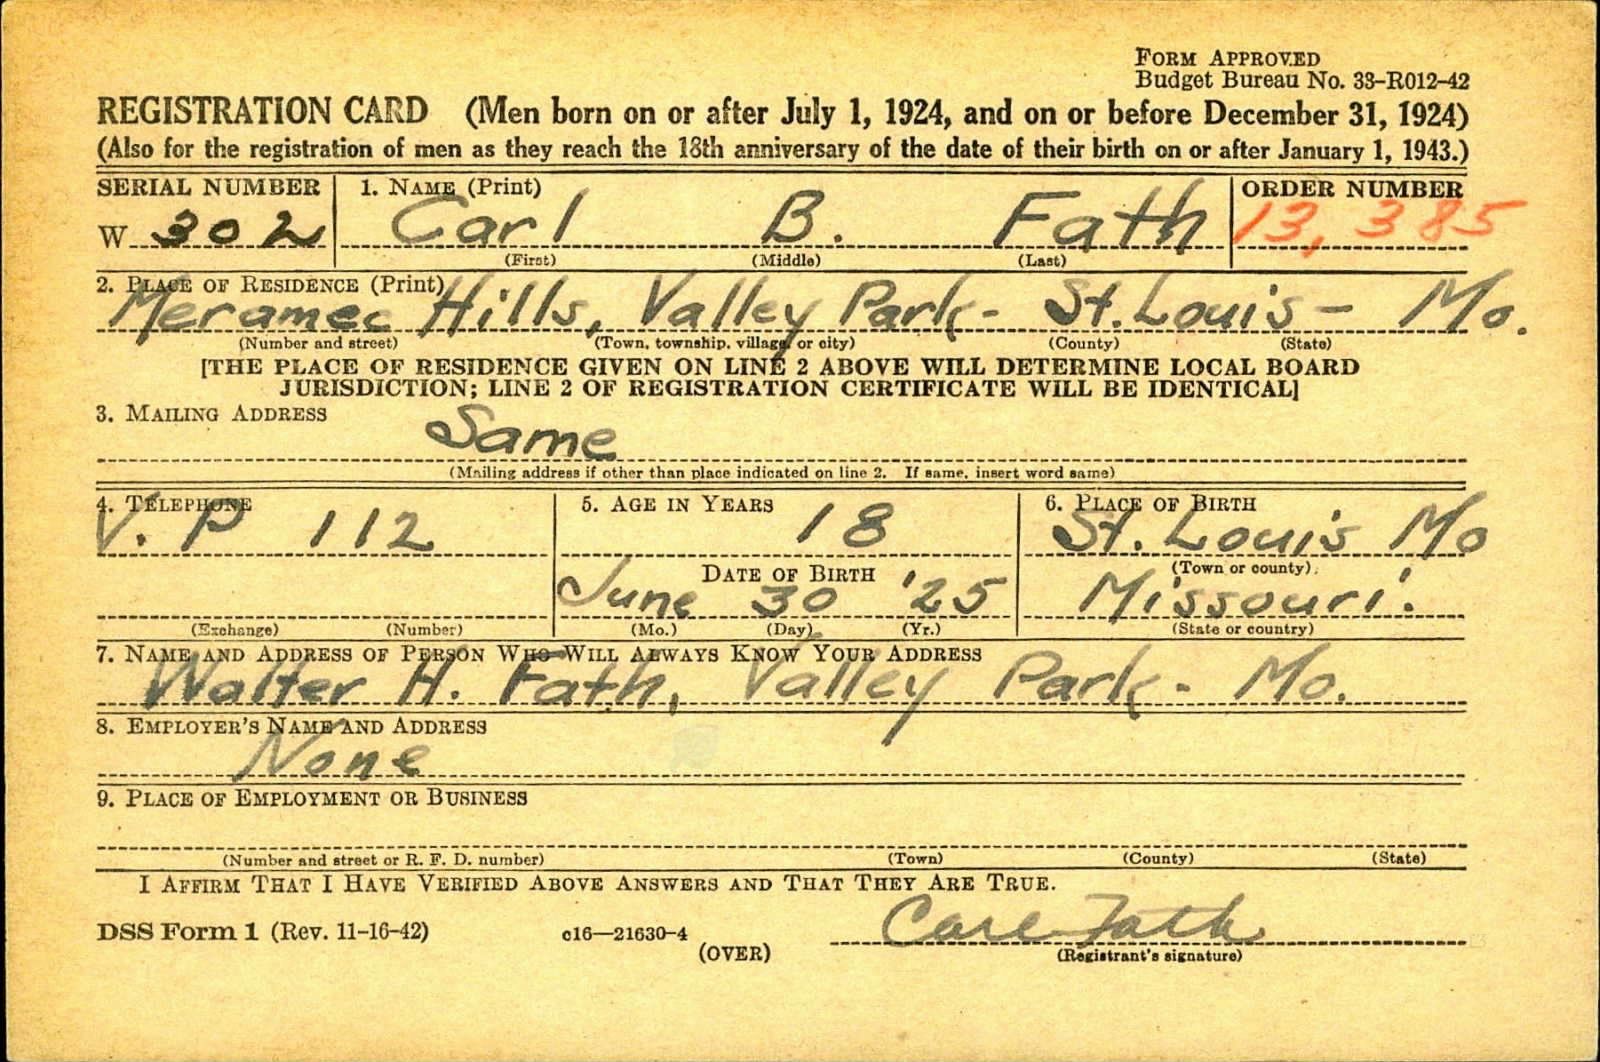 FORM APPROVED
Budget Bureau No. 33-R012-42
REGISTRATION CARD (Men born on or after July 1, 1924, and on or before December 31, 1924)
(Also for the registration of men as they reach the 18th anniversary of the date of their birth on or after January 1, 1943.)
SERIAL NUMBER 1. NAME (Print) ORDER NUMBER
W 302 Carl B. Fath 13,385
(First) (Middle) (Last)
2. PLACE OF RESIDENCE (Print)
Meramec Hills, Valley Park - St. Louis - Mo.
(Number and street) (Town, township, village, or city) (County) (State)
[THE PLACE OF RESIDENCE GIVEN ON LINE 2 ABOVE WILL DETERMINE LOCAL BOARD
JURISDICTION; LINE 2 OF REGISTRATION CERTIFICATE WILL BE IDENTICAL]
3. MAILING ADDRESS
Same
(Mailing address if other than place indicated on line 2. If same, insert word same)
4. TELEPHONE 5. AGE IN YEARS 6. PLACE OF BIRTH
V. P 112 18 St. Louis Mo
DATE OF BIRTH (Town or county)
June 30 '25 Missouri.
(Exchange) (Number) (Mo.) (Day) (Yr.) (State or country)
7. NAME AND ADDRESS OF PERSON WHO WILL ALWAYS KNOW YOUR ADDRESS
Walter H. Fath, Valley Park - Mo.
8. EMPLOYER'S NAME AND ADDRESS
None
9. PLACE OF EMPLOYMENT OR BUSINESS
(Number and street or R. F. D. number) (Town) (County) (State)
I AFFIRM THAT I HAVE VERIFIED ABOVE ANSWERS AND THAT THEY ARE TRUE.
DSS Form 1 (Rev. 11-16-42) c16—21630-4 Carl Fath
(OVER) (Registrant's signature)